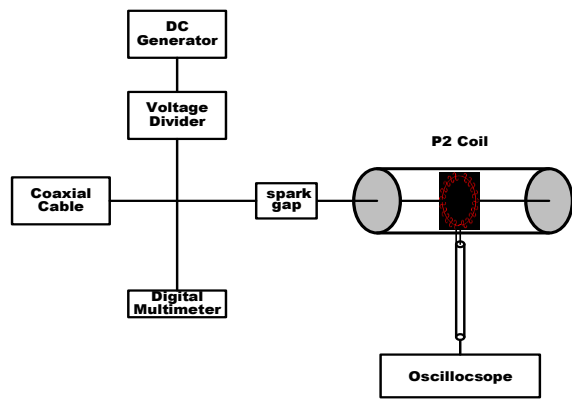 DC
Generator
Voltage
Divider
P2 Coil
Coaxial
Cable
spark
gap
Digital
Multimeter
Oscillocsope